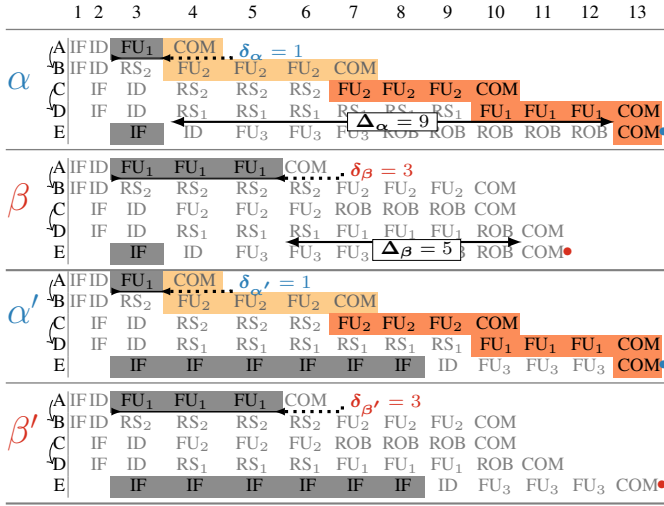 1 2 3 4 5 6 7 8 9 10 11 12 13
A IF ID FU₁ COM δα = 1
B IF ID RS₂ FU₂ FU₂ FU₂ COM
α C IF ID RS₂ RS₂ RS₂ FU₂ FU₂ FU₂ COM
D IF ID RS₁ RS₁ RS₁ RS₁ RS₁ RS₁ FU₁ FU₁ FU₁ COM
Δα = 9
E IF ID FU₃ FU₃ FU₃ ROB ROB ROB ROB ROB COM
A IF ID FU₁ FU₁ FU₁ COM δβ = 3
B IF ID RS₂ RS₂ RS₂ RS₂ FU₂ FU₂ FU₂ COM
β C IF ID FU₂ FU₂ FU₂ ROB ROB ROB COM
D IF ID RS₁ RS₁ RS₁ FU₁ FU₁ FU₁ ROB COM
E IF ID FU₃ FU₃ FU₃ Δβ = 5 ROB COM
A IF ID FU₁ COM δα′ = 1
B IF ID RS₂ FU₂ FU₂ FU₂ COM
α′ C IF ID RS₂ RS₂ RS₂ FU₂ FU₂ FU₂ COM
D IF ID RS₁ RS₁ RS₁ RS₁ RS₁ RS₁ FU₁ FU₁ FU₁ COM
E IF IF IF IF IF IF ID FU₃ FU₃ FU₃ COM
A IF ID FU₁ FU₁ FU₁ COM δβ′ = 3
B IF ID RS₂ RS₂ RS₂ RS₂ FU₂ FU₂ FU₂ COM
β′ C IF ID FU₂ FU₂ FU₂ ROB ROB ROB COM
D IF ID RS₁ RS₁ RS₁ FU₁ FU₁ FU₁ ROB COM
E IF IF IF IF IF IF ID FU₃ FU₃ FU₃ COM